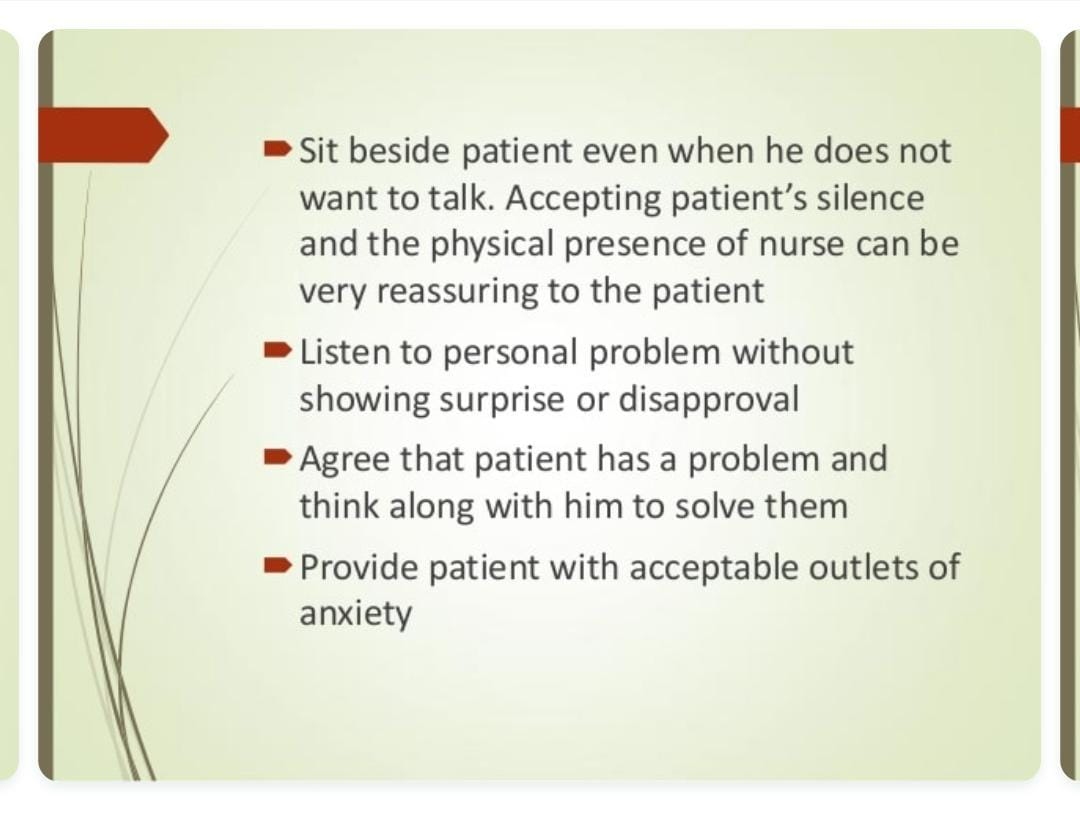 Sit beside patient even when he does not
want to talk. Accepting patient’s silence
and the physical presence of nurse can be
very reassuring to the patient
Listen to personal problem without
showing surprise or disapproval
Agree that patient has a problem and
think along with him to solve them
Provide patient with acceptable outlets of
anxiety